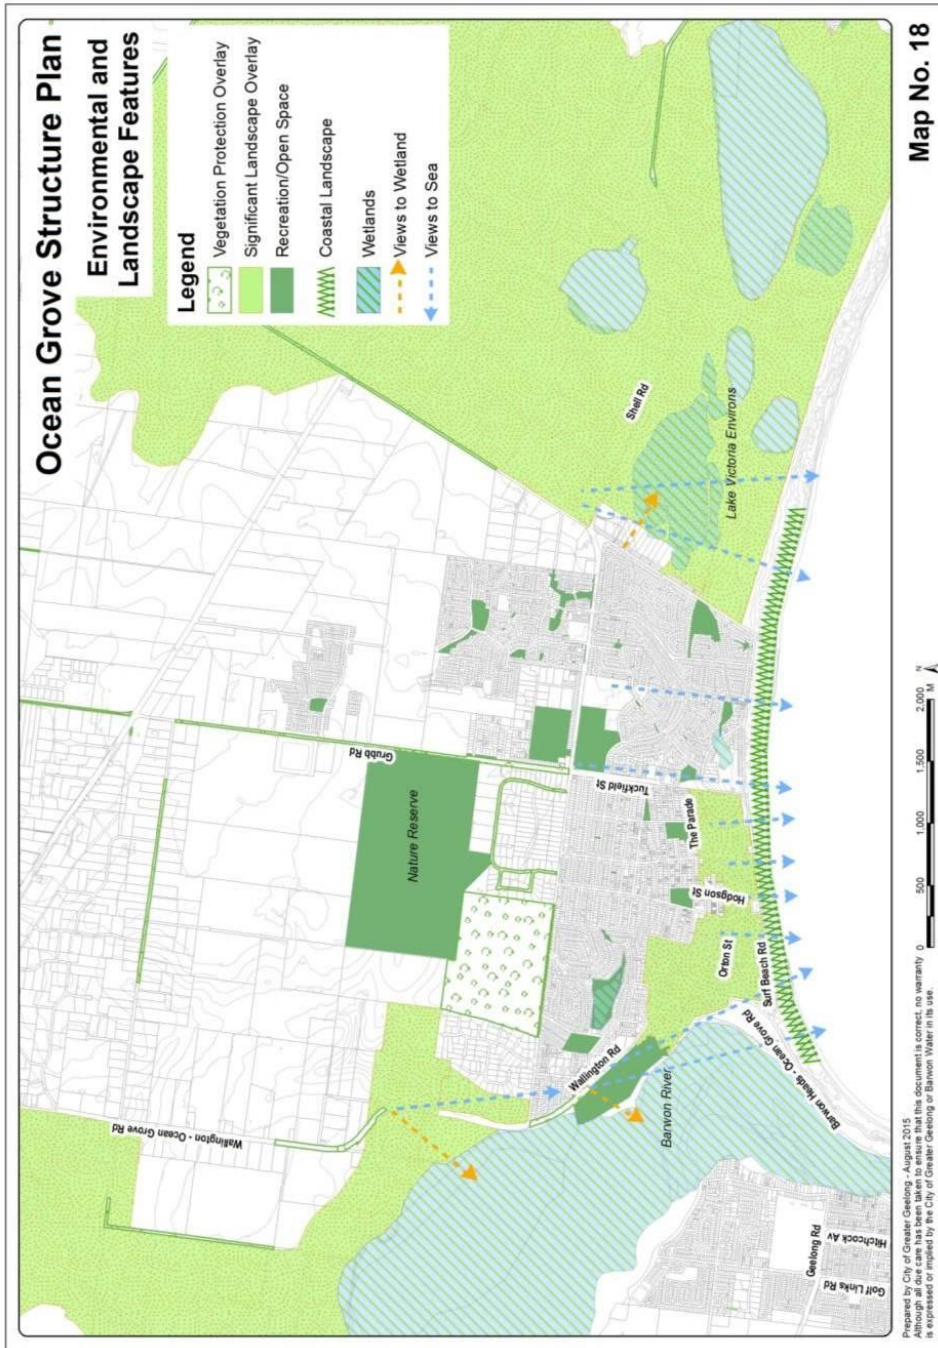 Ocean Grove Structure Plan
Environmental and
Landscape Features
Legend
Vegetation Protection Overlay
Significant Landscape Overlay
Recreation/Open Space
Coastal Landscape
Wetlands
Views to Wetland
Views to Sea
Wallington - Ocean Grove Rd
Grubb Rd
Nature Reserve
Shell Rd
Lake Victoria Environs
Tuckfield St
The Parade
Hodgson St
Orton St
Surf Beach Rd
Wallington Rd
Barwon River
Barwon Heads - Ocean Grove Rd
Geelong Rd
Golf Links Rd
Hitchcock Av
Prepared by City of Greater Geelong - August 2015
Although all due care has been taken to ensure that this document is correct, no warranty
is expressed or implied by the City of Greater Geelong or Barwon Water in its use.
0 500 1,000 1,500 2,000
M
N
Map No. 18